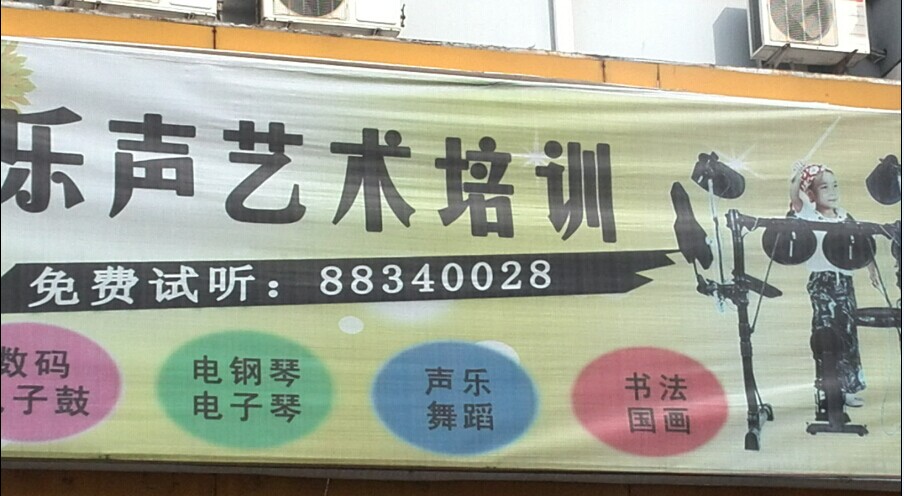 乐声艺术培训
免费试听：88340028
数码
电子鼓
电钢琴
电子琴
声乐
舞蹈
书法
国画